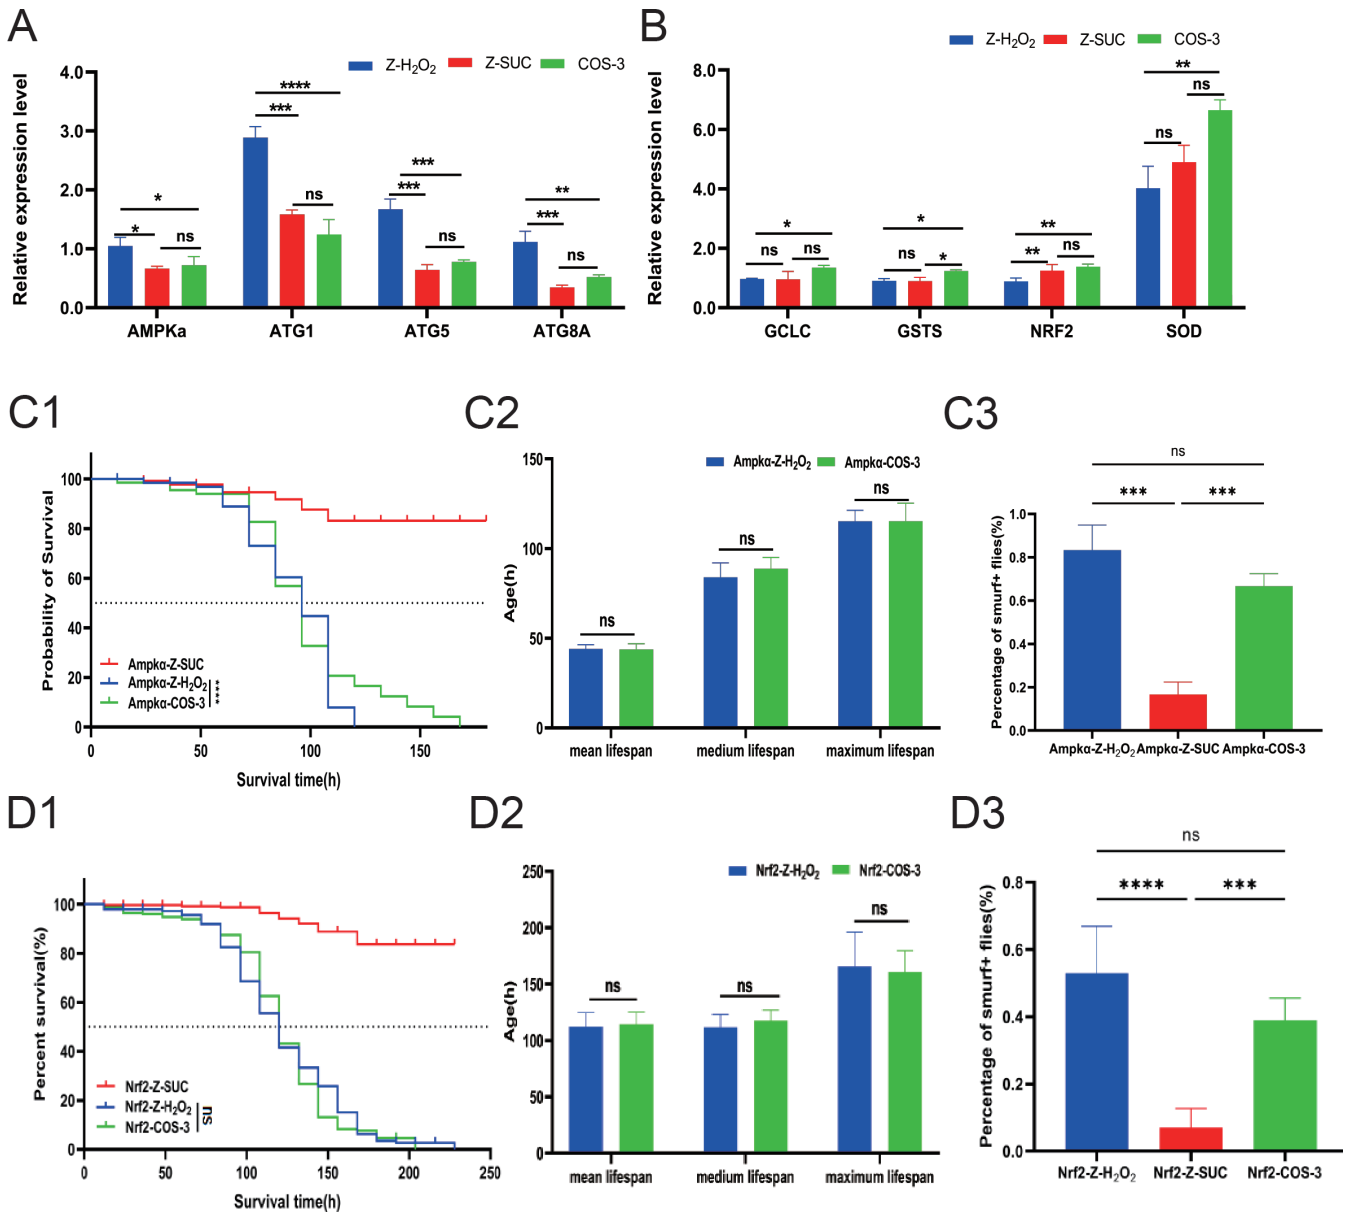 A
Z-H₂O₂ Z-SUC COS-3
Relative expression level
4.0
3.0
2.0
1.0
0.0
* * ns
*** **** ns
*** *** ns
*** ** ns
AMPKa ATG1 ATG5 ATG8A
B
Z-H₂O₂ Z-SUC COS-3
Relative expression level
8.0
6.0
4.0
2.0
0.0
ns * ns
ns * *
** ** ns
ns ** ns
GCLC GSTS NRF2 SOD
C1
Probability of Survival
100
80
60
40
20
0
Ampkα-Z-SUC
Ampkα-Z-H₂O₂
Ampkα-COS-3
****
0 50 100 150
Survival time(h)
C2
Ampkα-Z-H₂O₂ Ampkα-COS-3
Age(h)
150
100
50
0
ns ns ns
mean lifespan medium lifespan maximum lifespan
C3
ns
*** ***
Percentage of smurf+ flies(%)
1.0
0.8
0.6
0.4
0.2
0.0
Ampkα-Z-H₂O₂ Ampkα-Z-SUC Ampkα-COS-3
D1
Percent survival(%)
100
80
60
40
20
0
Nrf2-Z-SUC
Nrf2-Z-H₂O₂
Nrf2-COS-3
ns
0 50 100 150 200 250
Survival time(h)
D2
Nrf2-Z-H₂O₂ Nrf2-COS-3
Age(h)
250
200
150
100
50
0
ns ns ns
mean lifespan medium lifespan maximum lifespan
D3
ns
**** ***
Percentage of smurf+ flies(%)
0.8
0.6
0.4
0.2
0.0
Nrf2-Z-H₂O₂ Nrf2-Z-SUC Nrf2-COS-3